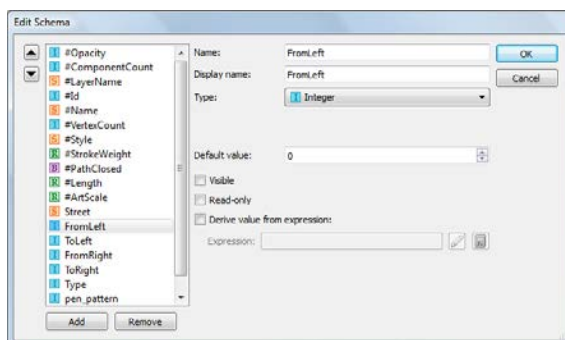 Edit Schema
I #Opacity
I #ComponentCount
S #LayerName
I #Id
S #Name
I #VertexCount
S #Style
R #StrokeWeight
B #PathClosed
R #Length
R #ArtScale
S Street
I FromLeft
I ToLeft
I FromRight
I ToRight
I Type
I pen_pattern
Add Remove
Name: FromLeft
Display name: FromLeft
Type: I Integer
Default value: 0
Visible
Read-only
Derive value from expression:
Expression:
OK
Cancel